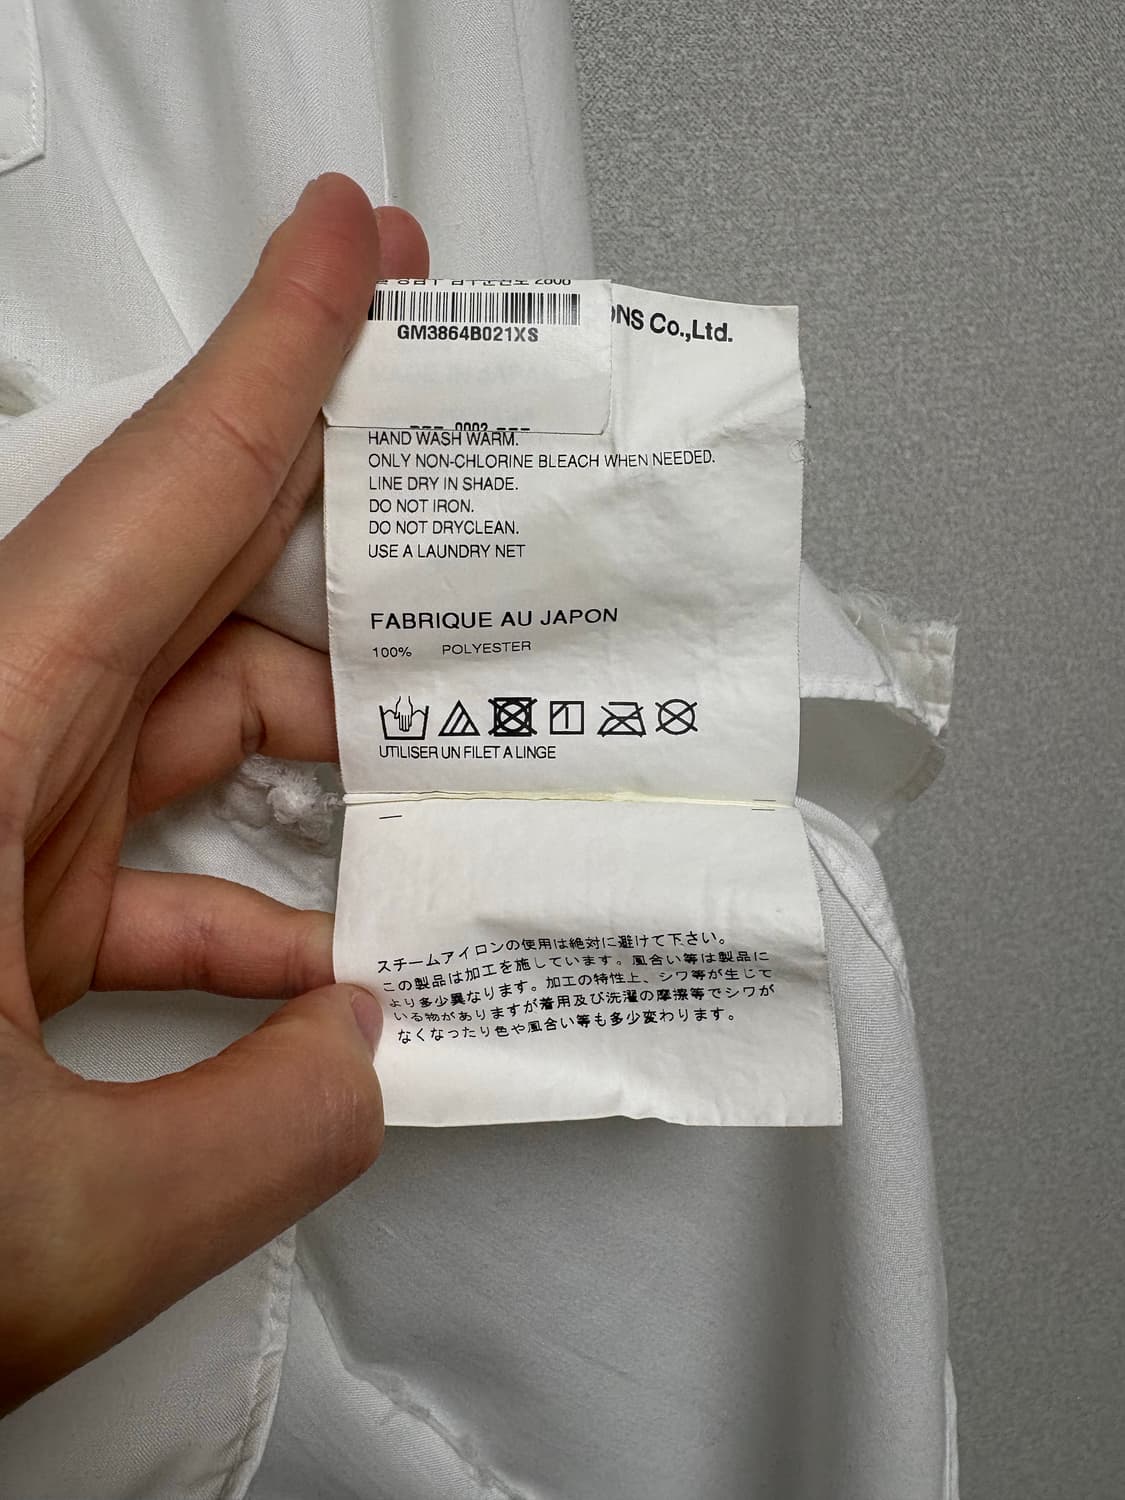 2806
NS Co.,Ltd.
GM3864B021XS
--- 0002 ---
HAND WASH WARM.
ONLY NON-CHLORINE BLEACH WHEN NEEDED.
LINE DRY IN SHADE.
DO NOT IRON.
DO NOT DRYCLEAN.
USE A LAUNDRY NET
FABRIQUE AU JAPON
100% POLYESTER
UTILISER UN FILET A LINGE
スチームアイロンの使用は絶対に避けて下さい。
この製品は加工を施しています。風合い等は製品に
より多少異なります。加工の特性上、シワ等が生じて
いる物がありますが着用及び洗濯の摩擦等でシワが
なくなったり色や風合い等も多少変わります。